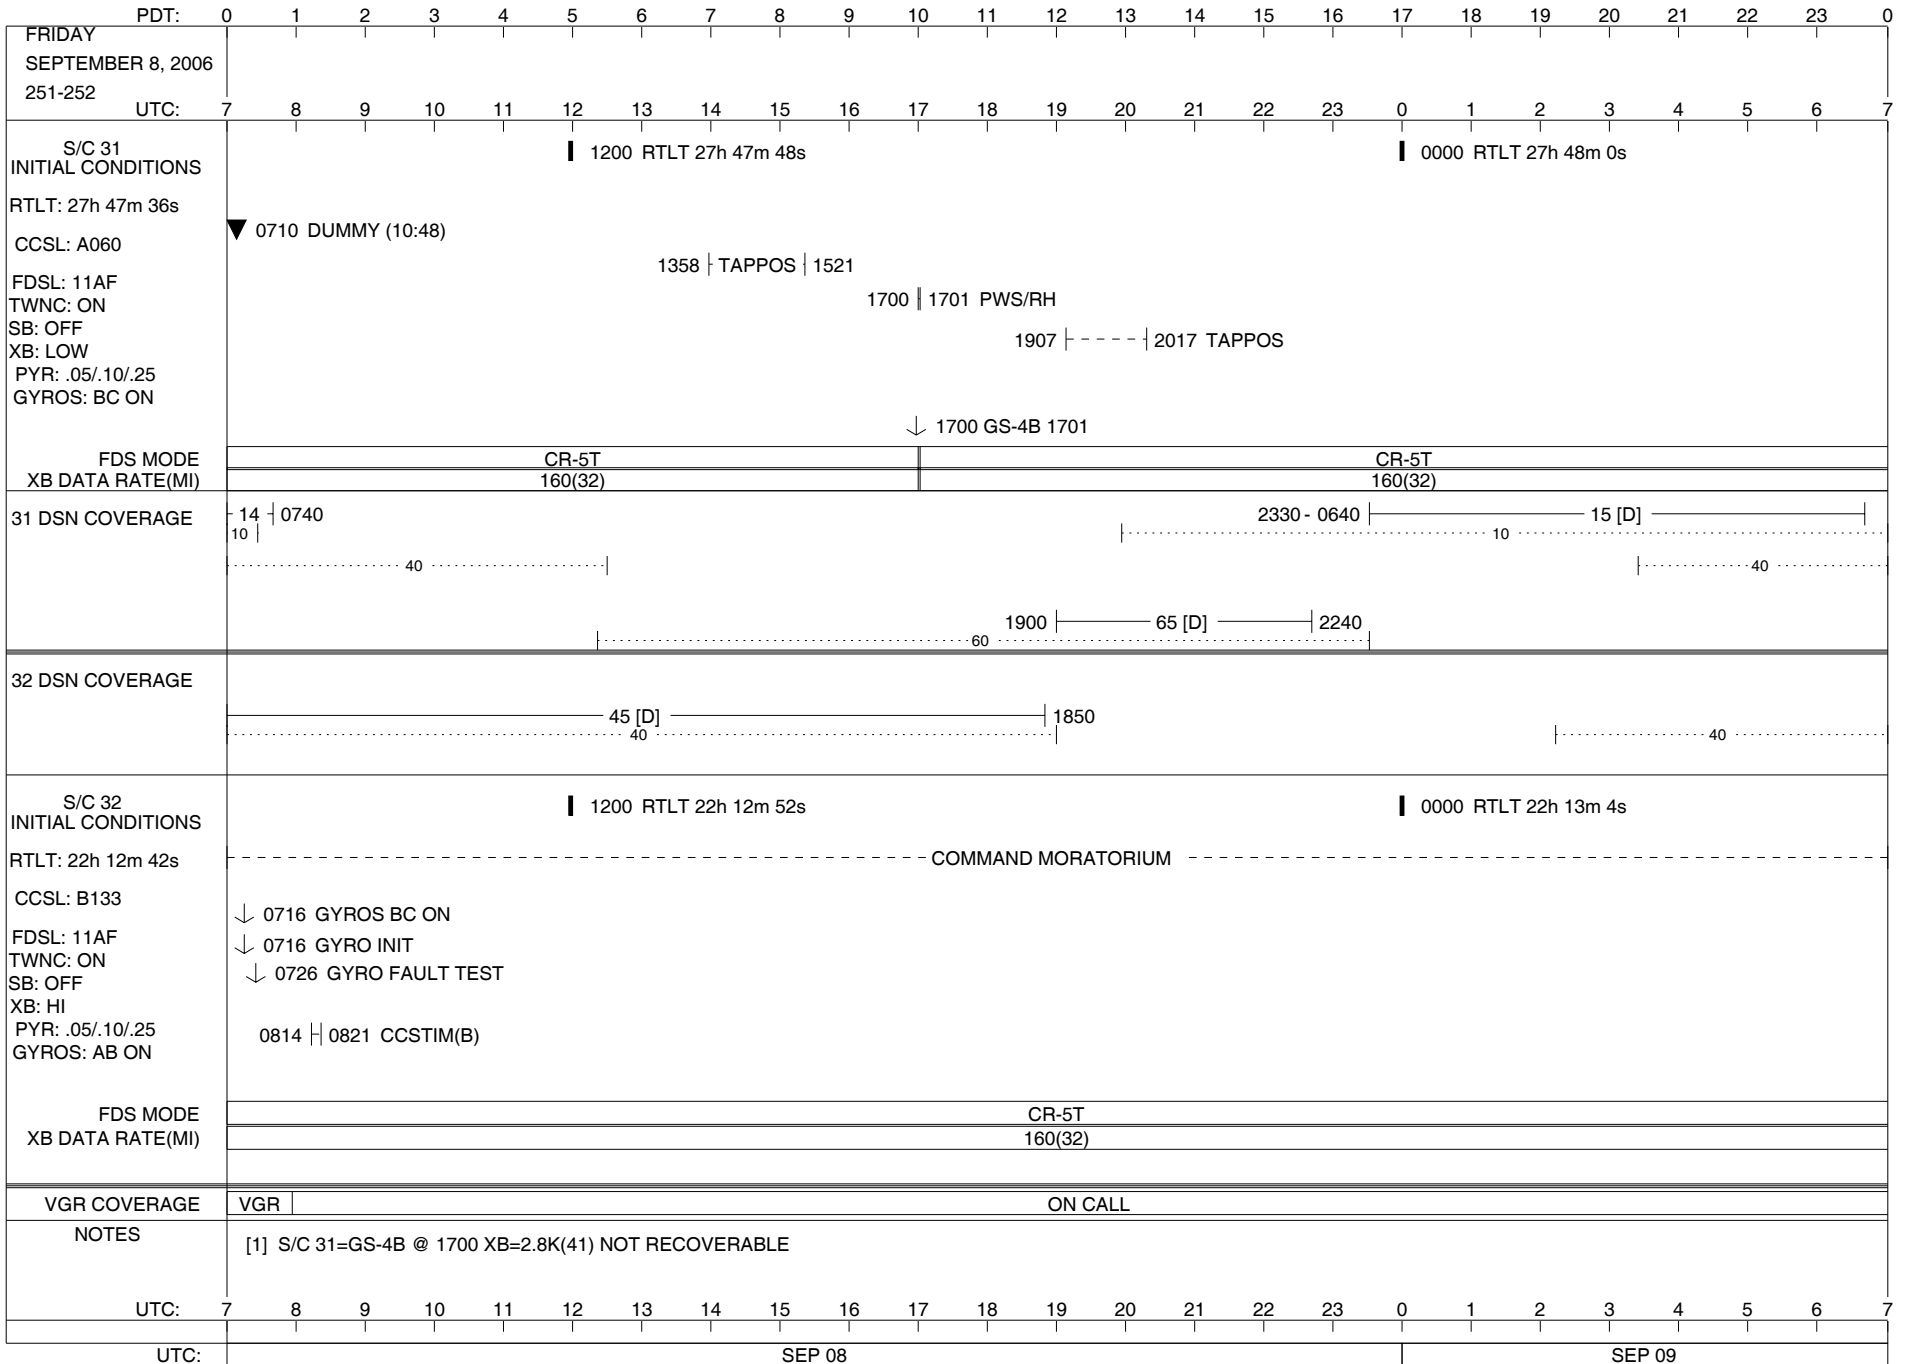 PDT: 0 1 2 3 4 5 6 7 8 9 10 11 12 13 14 15 16 17 18 19 20 21 22 23 0
FRIDAY
SEPTEMBER 8, 2006
251-252
UTC: 7 8 9 10 11 12 13 14 15 16 17 18 19 20 21 22 23 0 1 2 3 4 5 6 7
S/C 31
INITIAL CONDITIONS
1200 RTLT 27h 47m 48s
0000 RTLT 27h 48m 0s
RTLT: 27h 47m 36s
0710 DUMMY (10:48)
CCSL: A060
1358 TAPPOS 1521
FDSL: 11AF
1700 1701 PWS/RH
TWNC: ON
SB: OFF
1907 2017 TAPPOS
XB: LOW
PYR: .05/.10/.25
GYROS: BC ON
1700 GS-4B 1701
FDS MODE CR-5T CR-5T
XB DATA RATE(MI) 160(32) 160(32)
31 DSN COVERAGE 14 0740 2330 - 0640 15 [D]
10 10
40 40
1900 65 [D] 2240
60
32 DSN COVERAGE
45 [D] 1850
40 40
S/C 32
INITIAL CONDITIONS
1200 RTLT 22h 12m 52s
0000 RTLT 22h 13m 4s
RTLT: 22h 12m 42s
COMMAND MORATORIUM
CCSL: B133
0716 GYROS BC ON
FDSL: 11AF
0716 GYRO INIT
TWNC: ON
0726 GYRO FAULT TEST
SB: OFF
XB: HI
PYR: .05/.10/.25
0814 0821 CCSTIM(B)
GYROS: AB ON
FDS MODE CR-5T
XB DATA RATE(MI) 160(32)
VGR COVERAGE VGR ON CALL
NOTES
[1] S/C 31=GS-4B @ 1700 XB=2.8K(41) NOT RECOVERABLE
UTC: 7 8 9 10 11 12 13 14 15 16 17 18 19 20 21 22 23 0 1 2 3 4 5 6 7
UTC: SEP 08 SEP 09